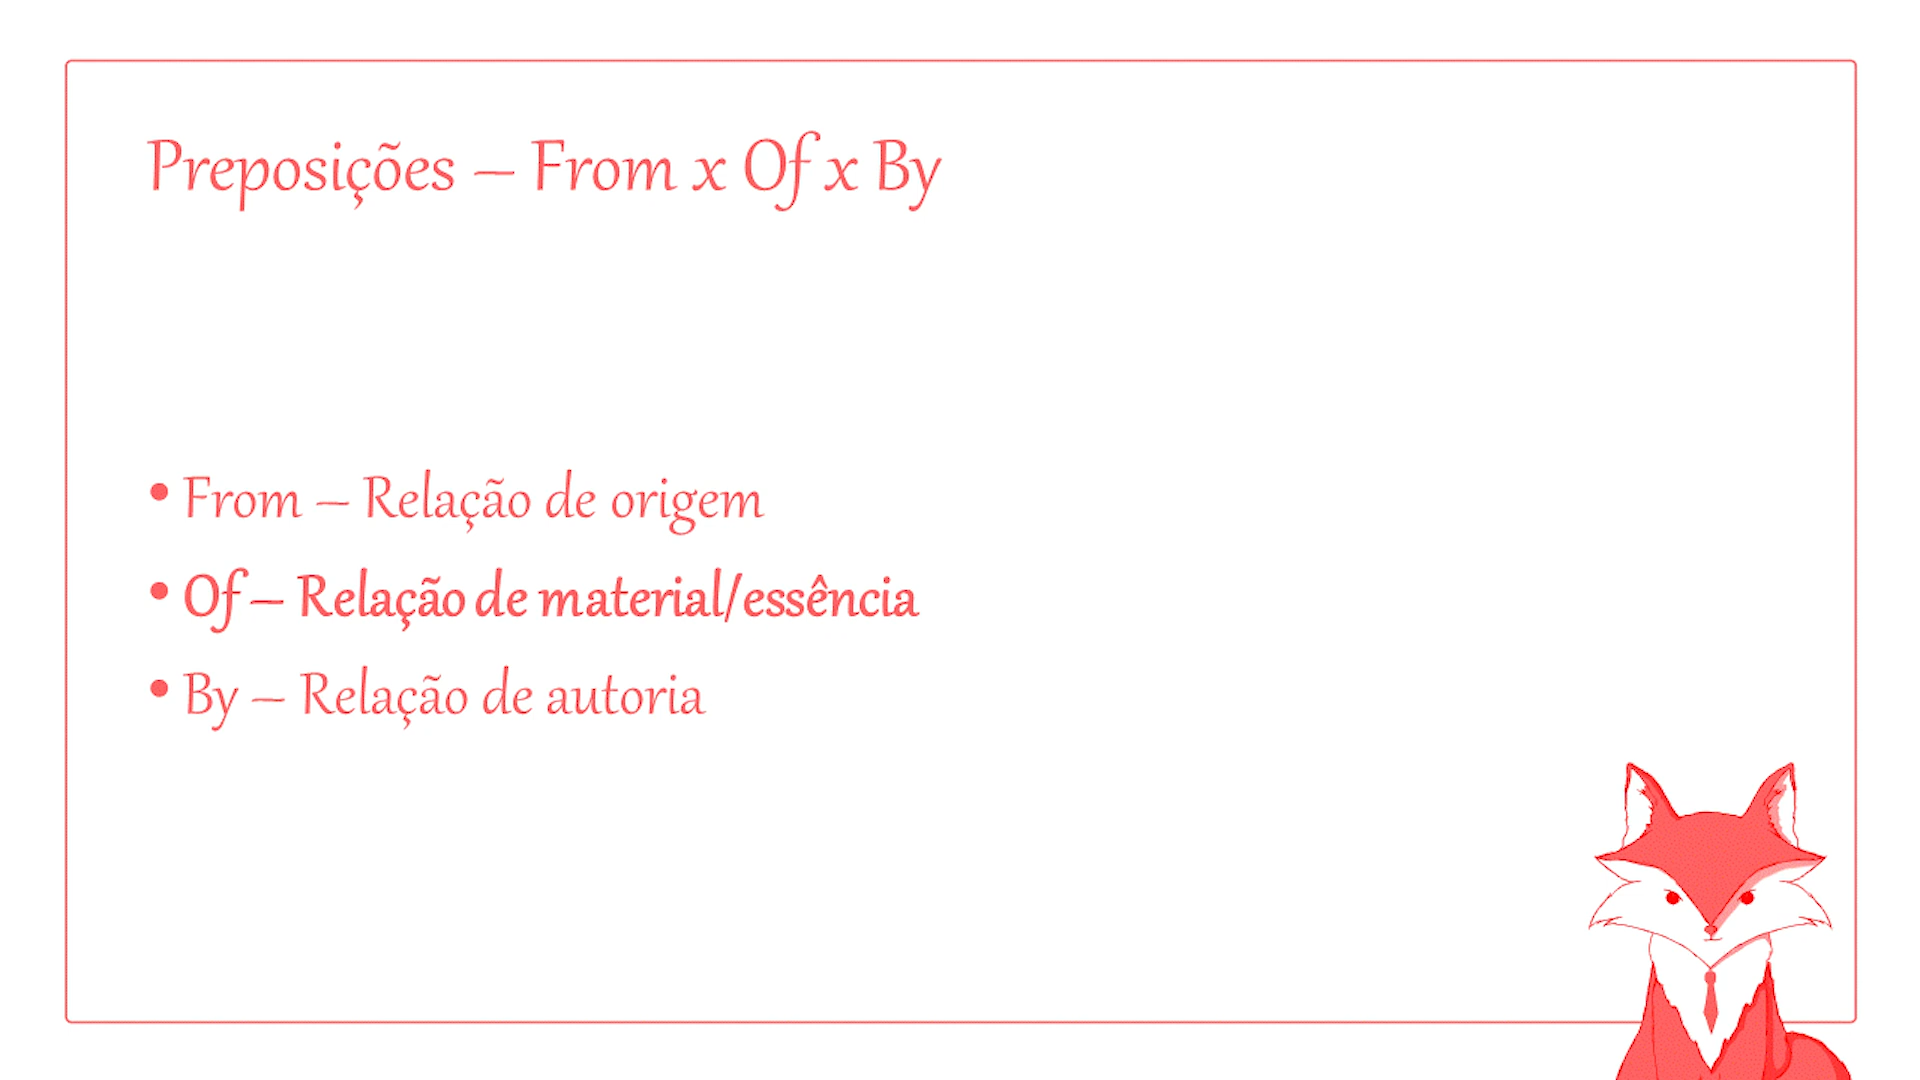 Preposições – From x Of x By
• From – Relação de origem
• Of – Relação de material/essência
• By – Relação de autoria